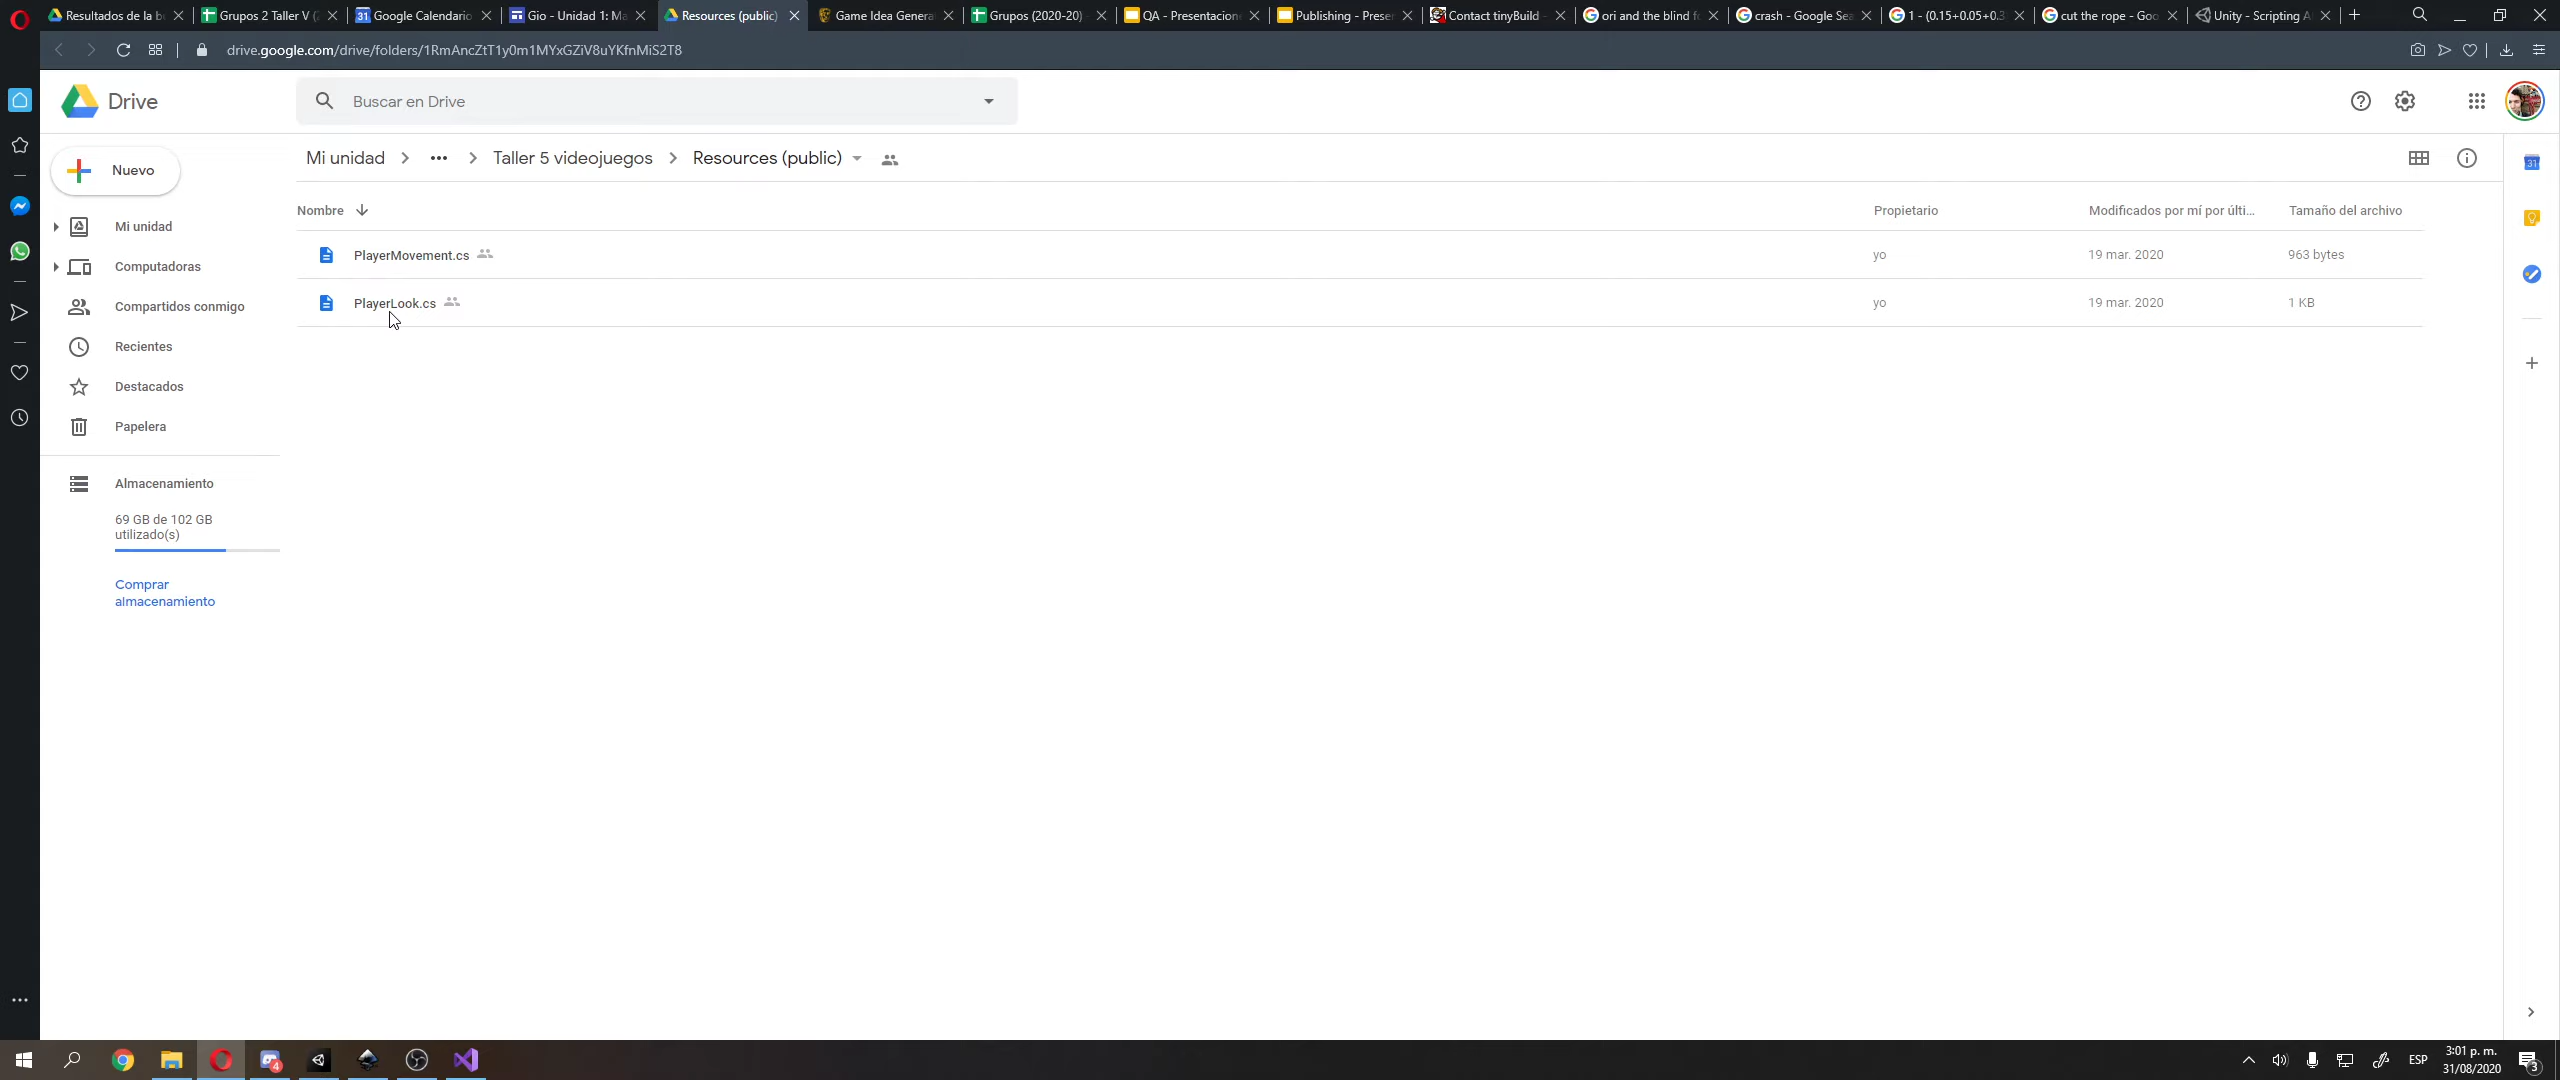 Resultados de la b
Grupos 2 Taller V (
Google Calendario
Gio - Unidad 1: Ma
Resources (public)
Game Idea Genera
Grupos (2020-20) -
QA - Presentacion
Publishing - Prese
Contact tinyBuild -
ori and the blind f
crash - Google Sea
1 - (0.15+0.05+0.3
cut the rope - Goo
Unity - Scripting A
drive.google.com/drive/folders/1RmAncZtT1y0m1MYxGZiV8uYKfnMiS2T8
Drive
Buscar en Drive
Nuevo
Mi unidad
Computadoras
Compartidos conmigo
Recientes
Destacados
Papelera
Almacenamiento
69 GB de 102 GB
utilizado(s)
Comprar
almacenamiento
Mi unidad > ••• > Taller 5 videojuegos > Resources (public)
Nombre Propietario Modificados por mí por últi... Tamaño del archivo
PlayerMovement.cs yo 19 mar. 2020 963 bytes
PlayerLook.cs yo 19 mar. 2020 1 KB
31
4
ESP
3:01 p. m.
31/08/2020
3